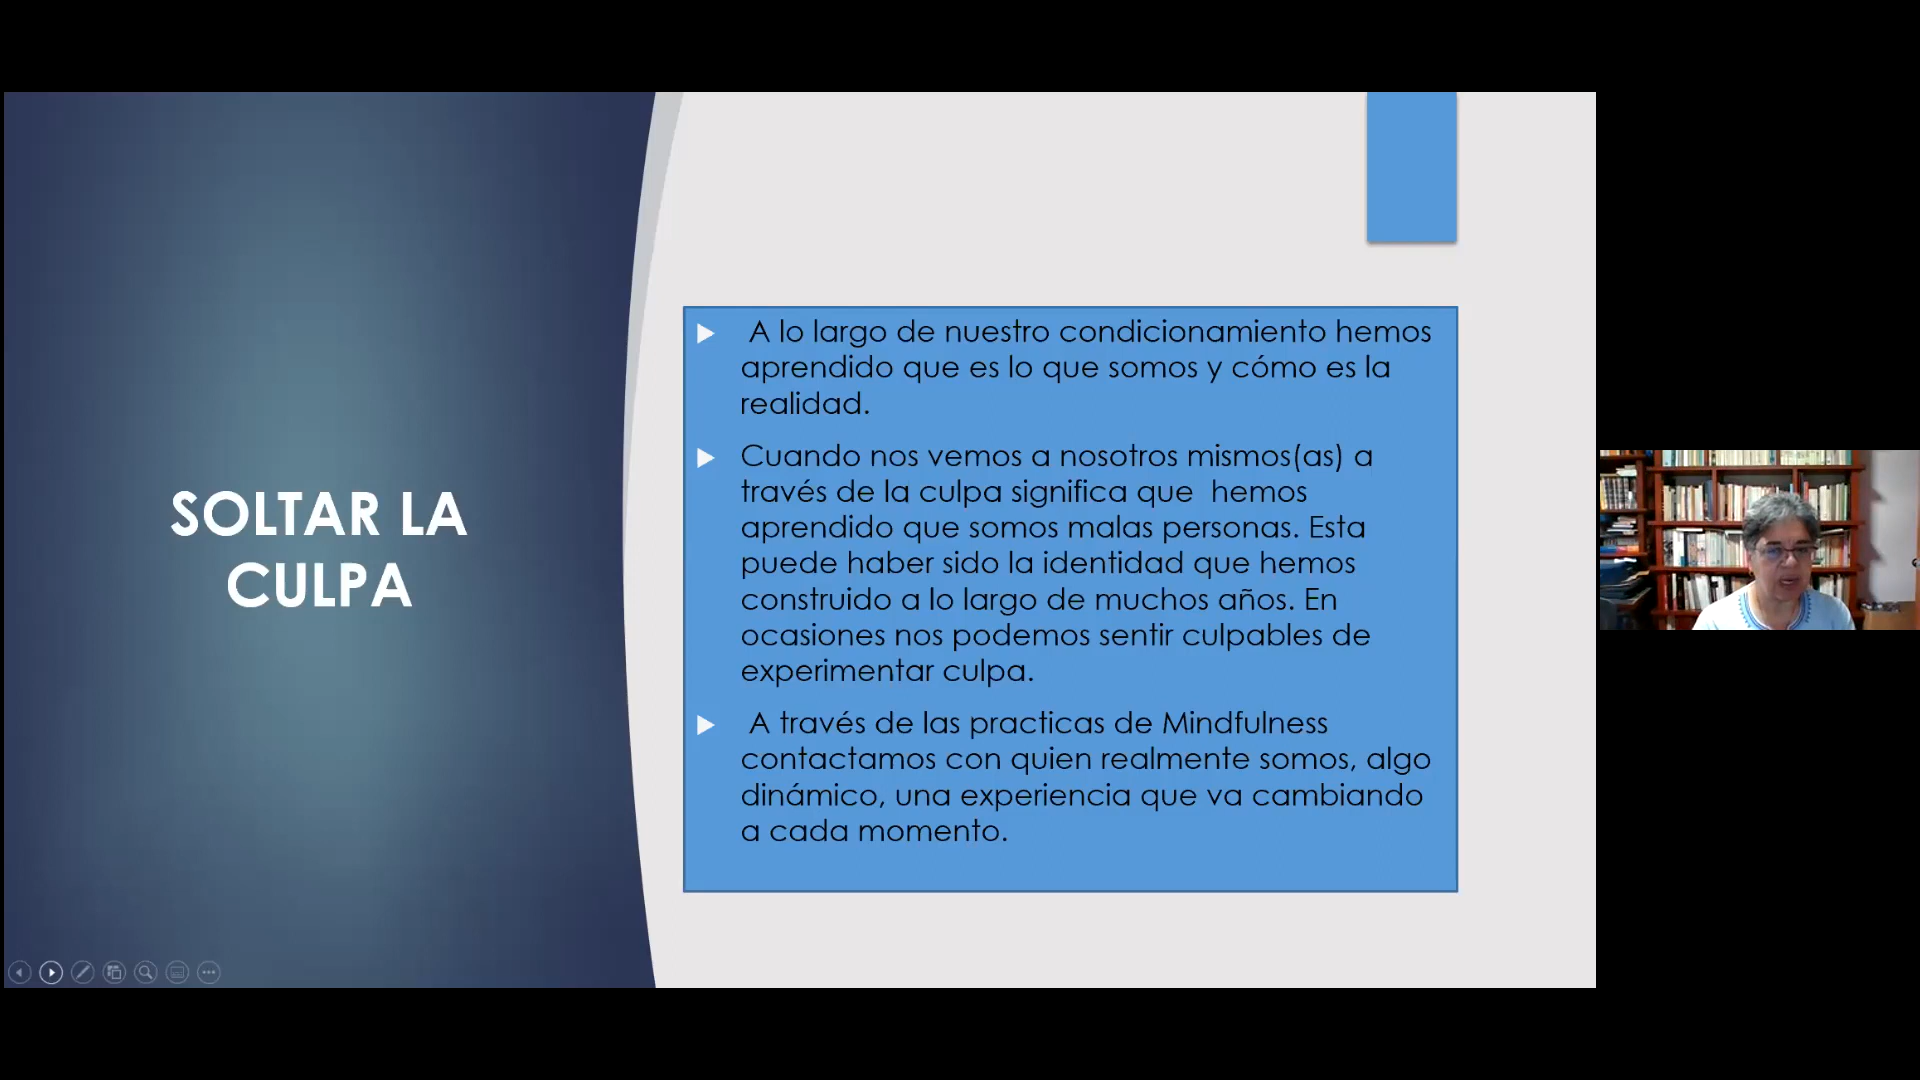 SOLTAR LA
CULPA
A lo largo de nuestro condicionamiento hemos
aprendido que es lo que somos y cómo es la
realidad.
Cuando nos vemos a nosotros mismos(as) a
través de la culpa significa que hemos
aprendido que somos malas personas. Esta
puede haber sido la identidad que hemos
construido a lo largo de muchos años. En
ocasiones nos podemos sentir culpables de
experimentar culpa.
A través de las practicas de Mindfulness
contactamos con quien realmente somos, algo
dinámico, una experiencia que va cambiando
a cada momento.